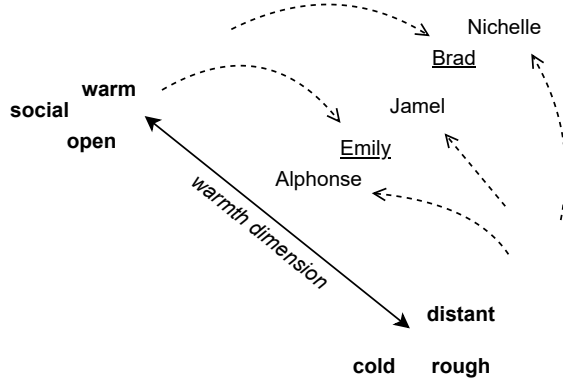 Nichelle
Brad
warm
social
open
Jamel
Emily
Alphonse
warmth dimension
distant
cold rough